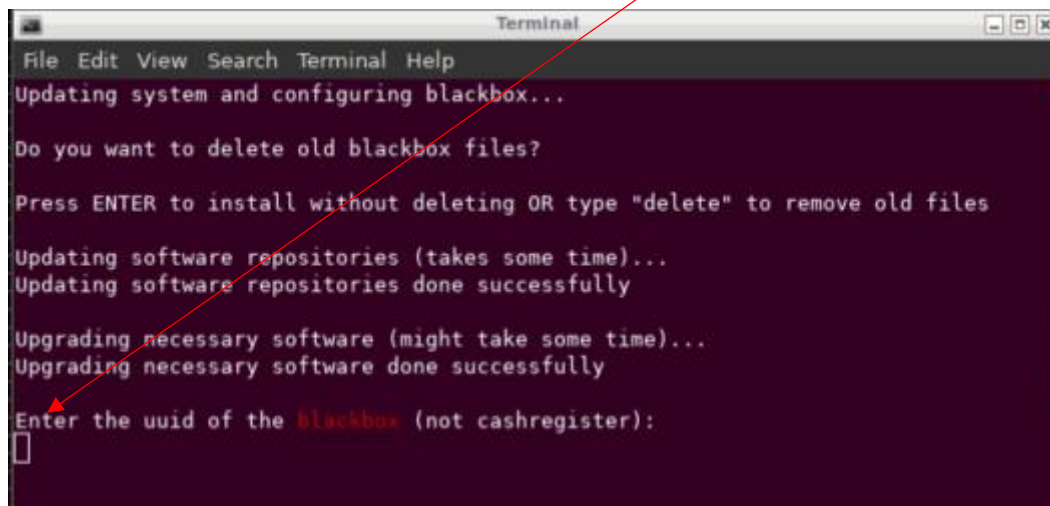 Terminal
File Edit View Search Terminal Help
Updating system and configuring blackbox...
Do you want to delete old blackbox files?
Press ENTER to install without deleting OR type "delete" to remove old files
Updating software repositories (takes some time)...
Updating software repositories done successfully
Upgrading necessary software (might take some time)...
Upgrading necessary software done successfully
Enter the uuid of the blackbox (not cashregister):